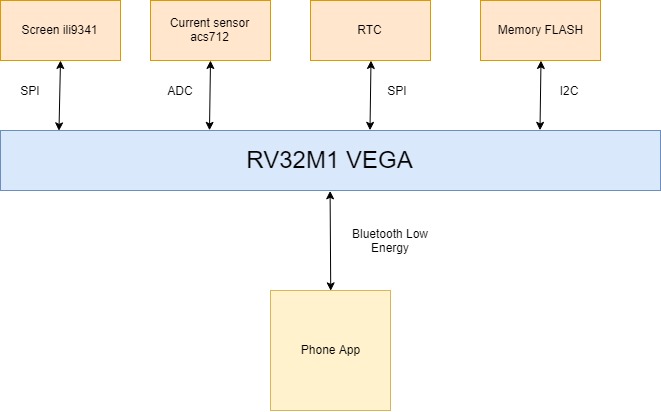 Screen ili9341
Current sensor
acs712
RTC
Memory FLASH
SPI
ADC
SPI
I2C
RV32M1 VEGA
Bluetooth Low
Energy
Phone App